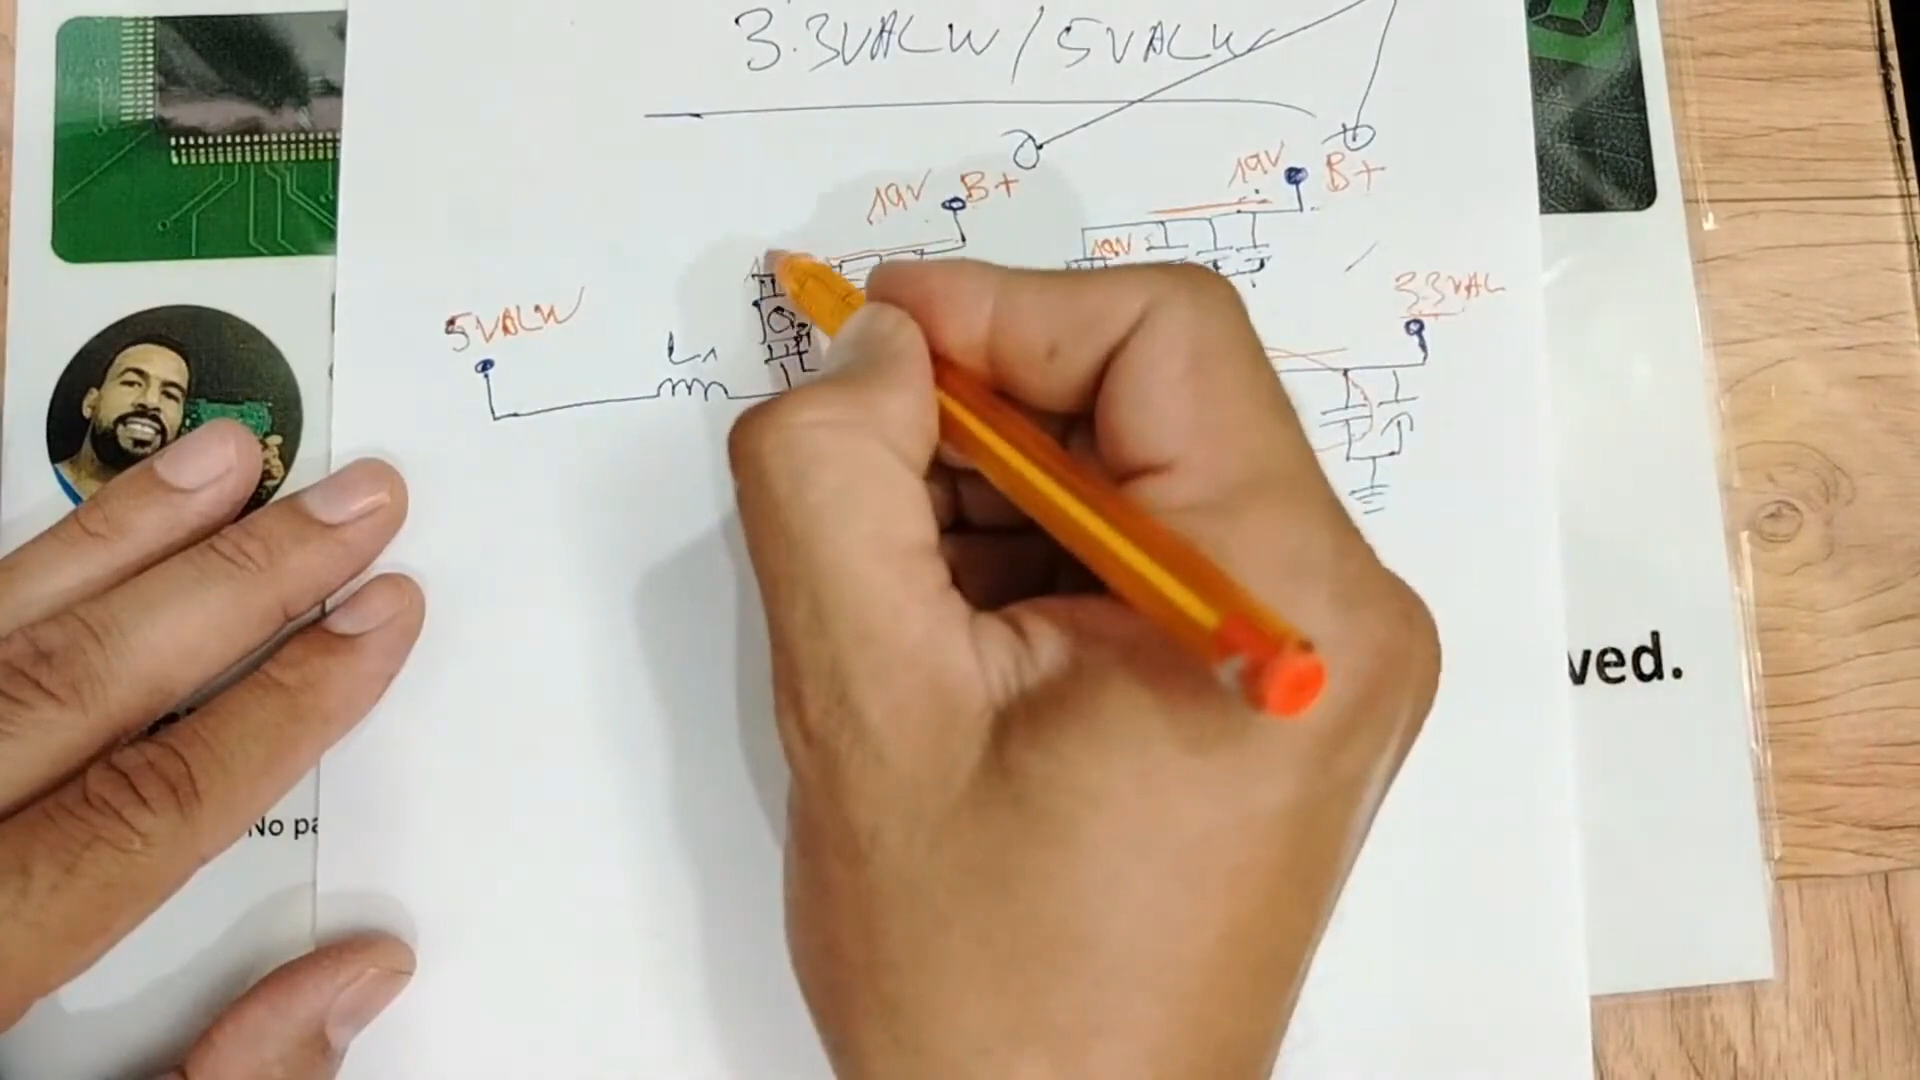 3.3VALW/5VALW
19V B+
19V B+
19V
5VALW
L1
3.3VAL
Q
ved.
No pa